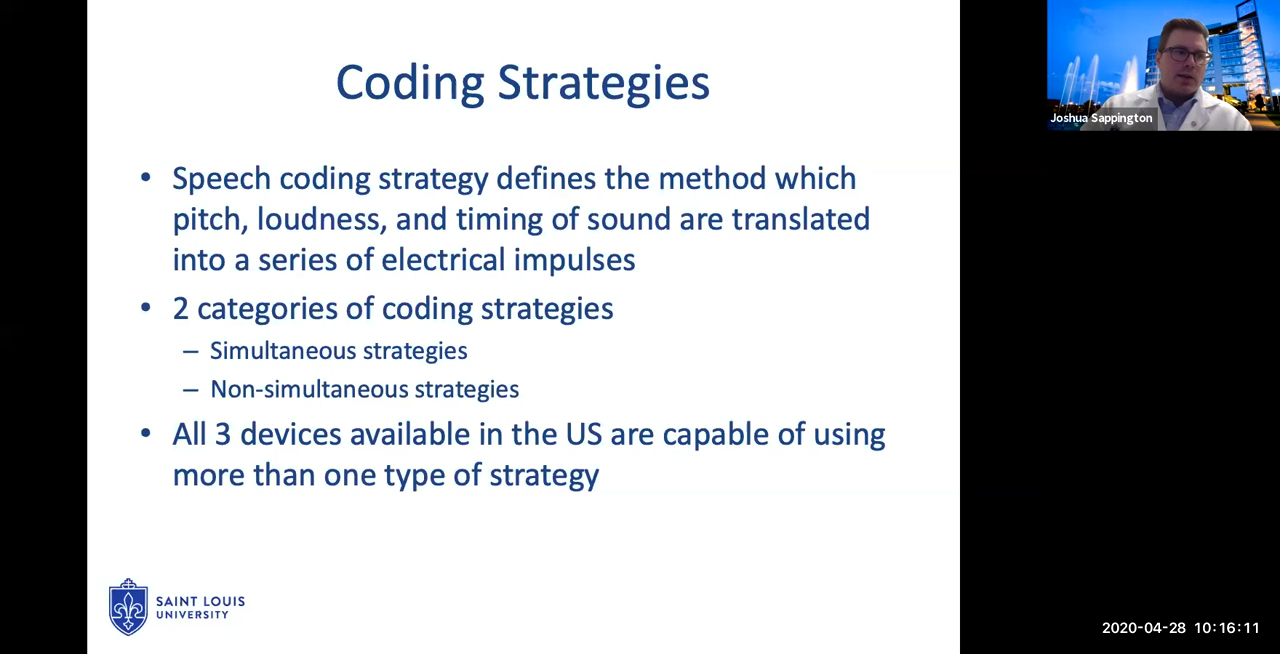 Coding Strategies
• Speech coding strategy defines the method which
pitch, loudness, and timing of sound are translated
into a series of electrical impulses
• 2 categories of coding strategies
– Simultaneous strategies
– Non-simultaneous strategies
• All 3 devices available in the US are capable of using
more than one type of strategy
SAINT LOUIS
UNIVERSITY
Joshua Sappington
2020-04-28 10:16:11